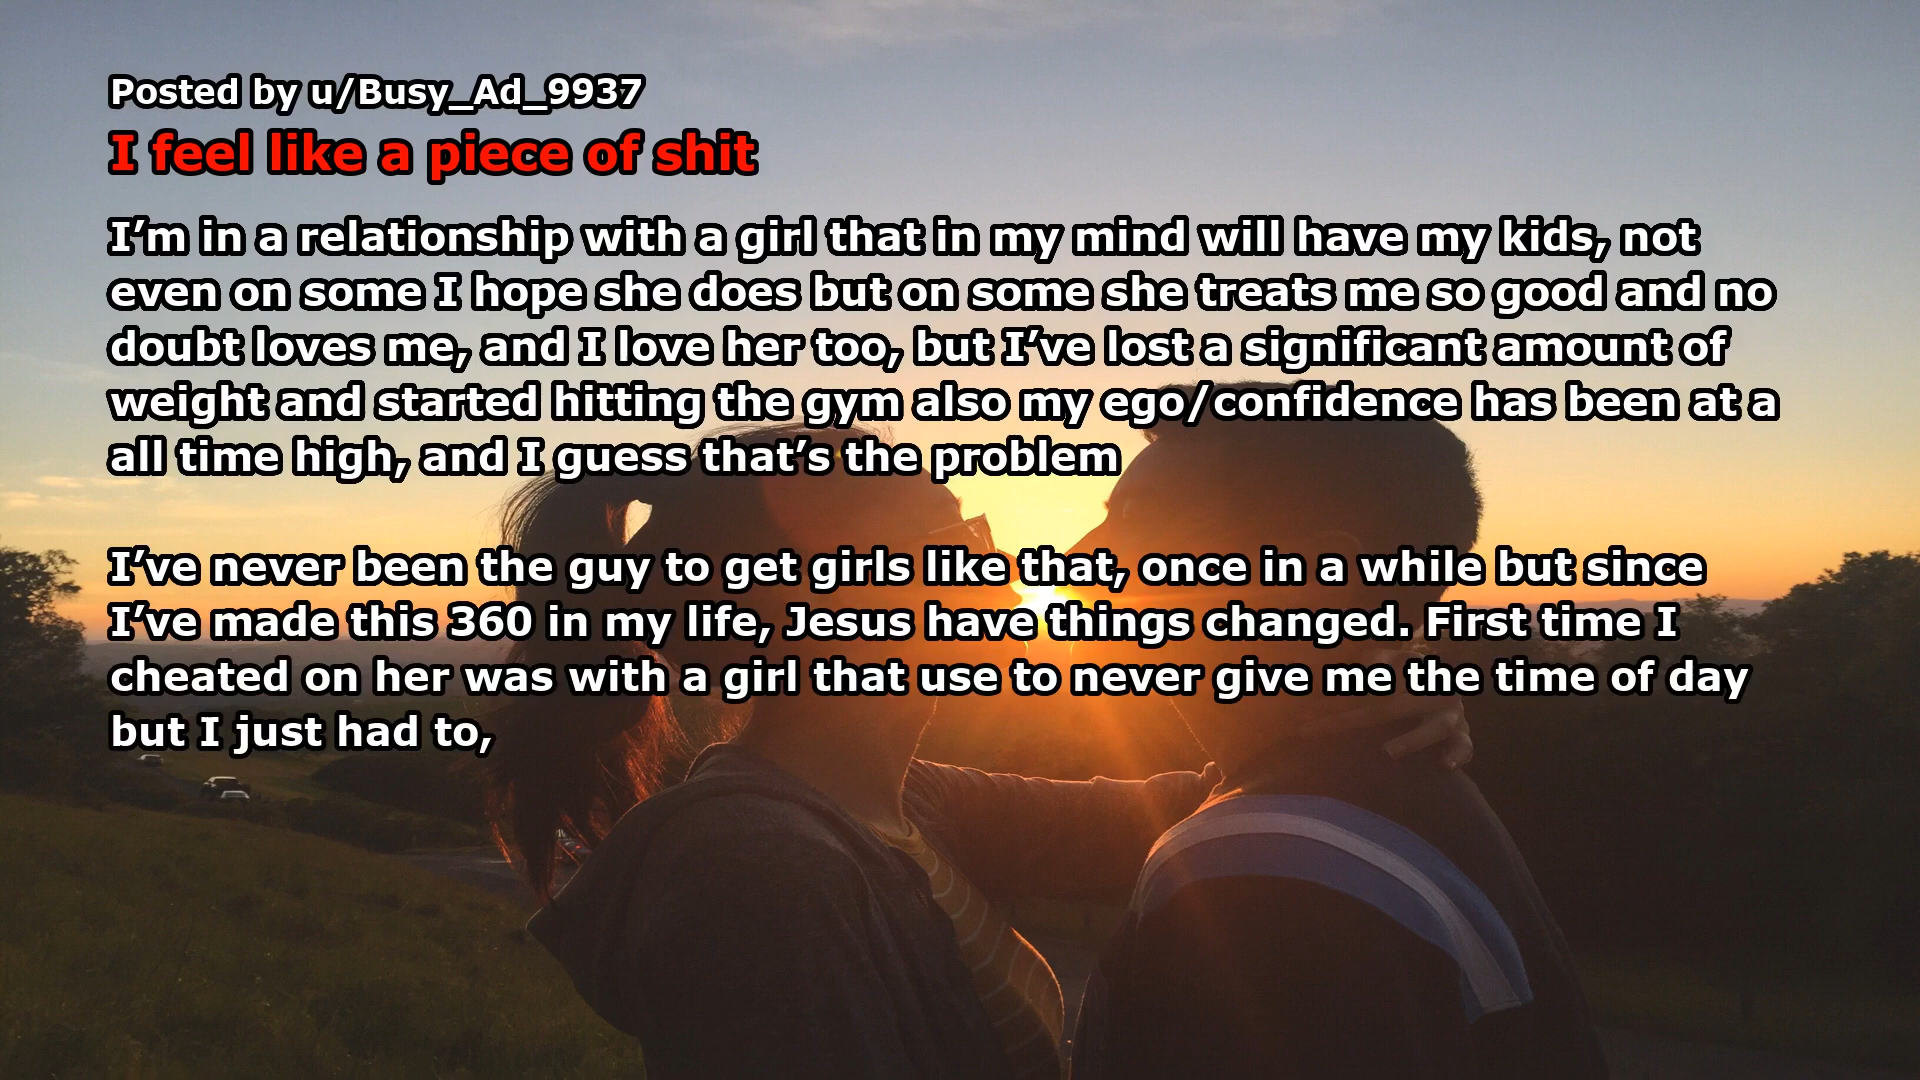 Posted by u/Busy_Ad_9937
I feel like a piece of shit
I’m in a relationship with a girl that in my mind will have my kids, not
even on some I hope she does but on some she treats me so good and no
doubt loves me, and I love her too, but I’ve lost a significant amount of
weight and started hitting the gym also my ego/confidence has been at a
all time high, and I guess that’s the problem
I’ve never been the guy to get girls like that, once in a while but since
I’ve made this 360 in my life, Jesus have things changed. First time I
cheated on her was with a girl that use to never give me the time of day
but I just had to,